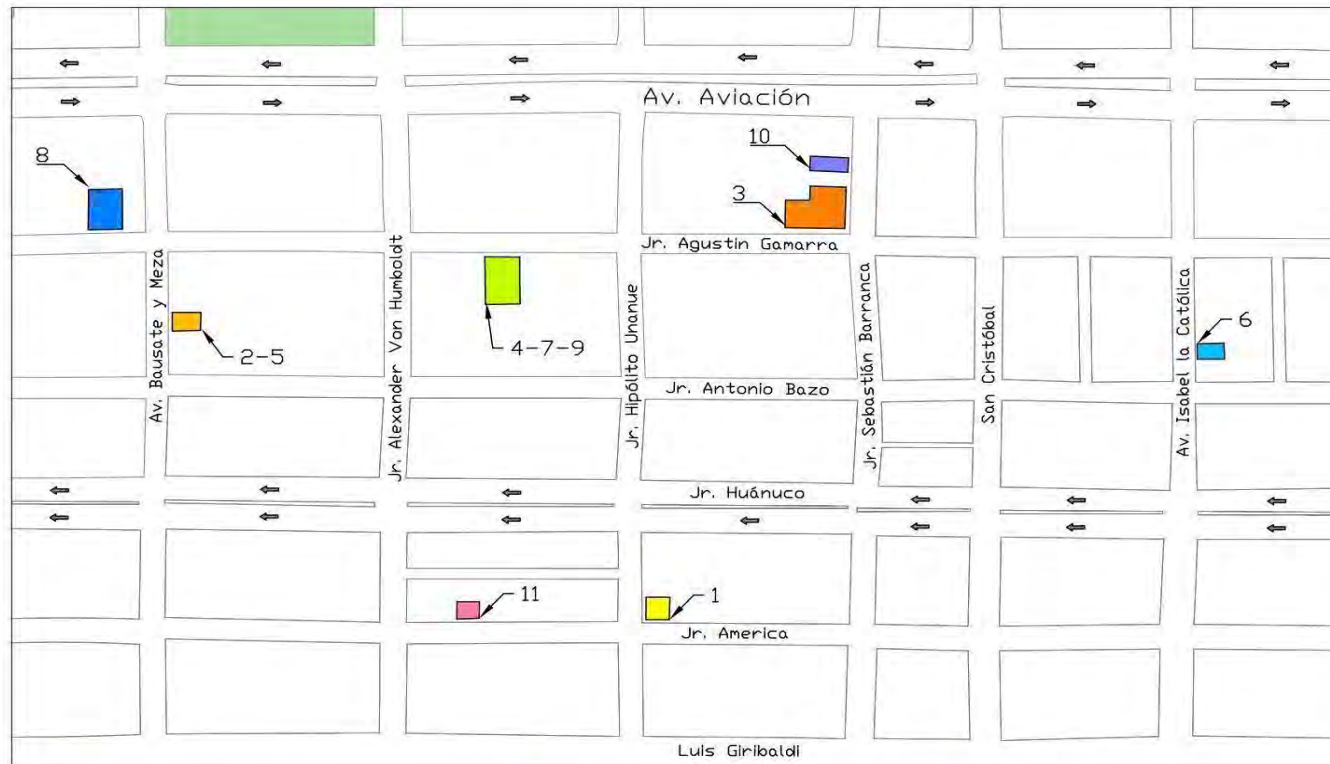 Av. Aviación
10
8
3
Jr. Agustin Gamarra
Av. Bausate y Meza
Jr. Alexander Von Humboldt
Jr. Hipólito Unanue
Jr. Sebastián Barranca
San Cristóbal
Av. Isabel la Católica
6
2-5
4-7-9
Jr. Antonio Bazo
Jr. Huánuco
11
1
Jr. America
Luis Giribaldi